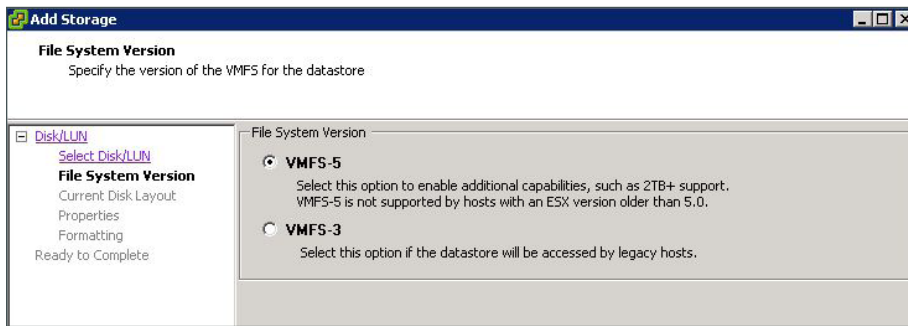 Add Storage
File System Version
Specify the version of the VMFS for the datastore
Disk/LUN
Select Disk/LUN
File System Version
Current Disk Layout
Properties
Formatting
Ready to Complete
File System Version
VMFS-5
Select this option to enable additional capabilities, such as 2TB+ support.
VMFS-5 is not supported by hosts with an ESX version older than 5.0.
VMFS-3
Select this option if the datastore will be accessed by legacy hosts.